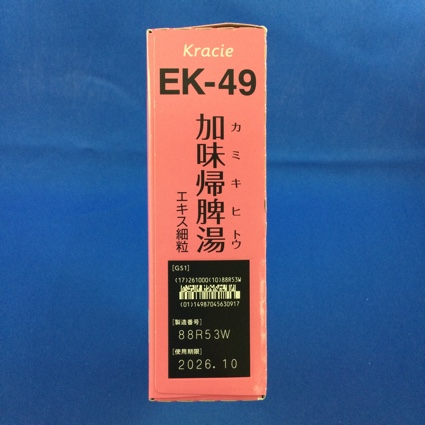 Kracie
EK-49
加味帰脾湯
カミキヒトウ
エキス細粒
[GS1]
(17)261000(10)88R53W
(01)14987045630917
[製造番号]
88R53W
[使用期限]
2026.10